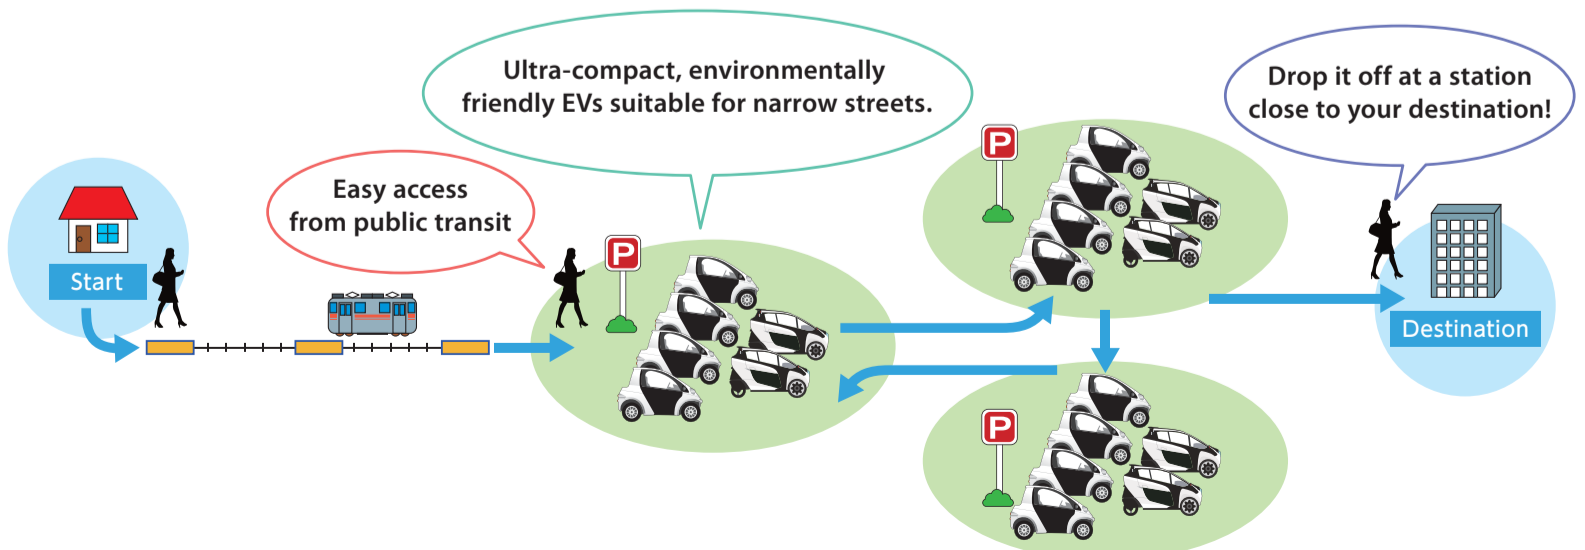 Start
Easy access
from public transit
Ultra-compact, environmentally
friendly EVs suitable for narrow streets.
P
P
P
Drop it off at a station
close to your destination!
Destination